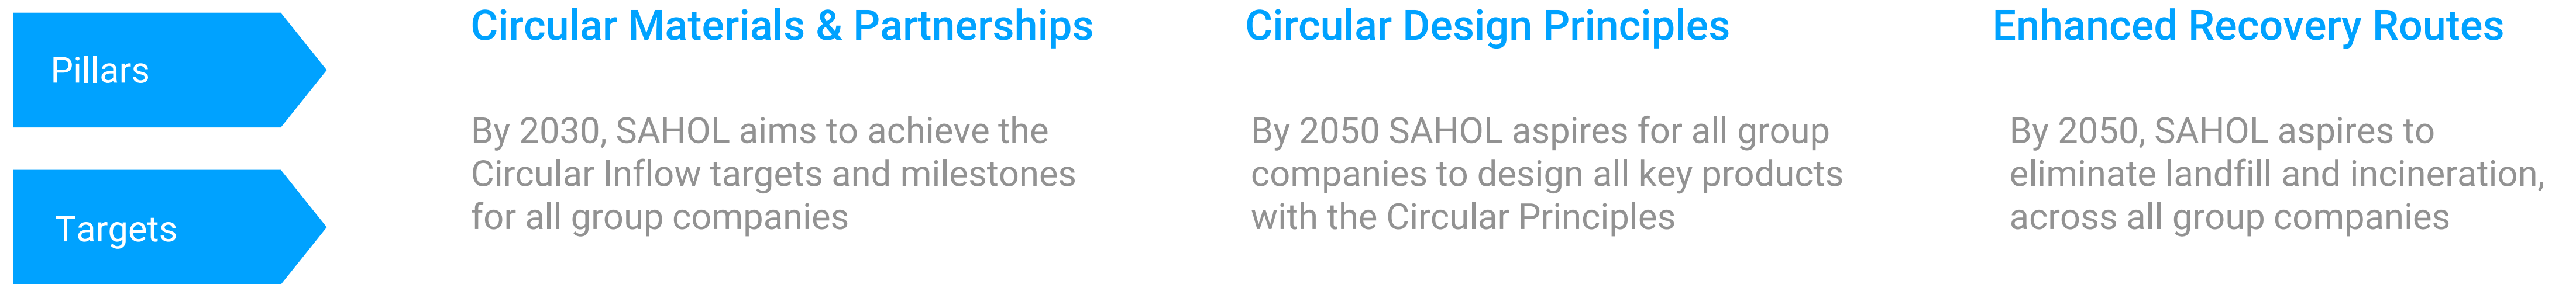 Pillars
Circular Materials & Partnerships
Circular Design Principles
Enhanced Recovery Routes
Targets
By 2030, SAHOL aims to achieve the
Circular Inflow targets and milestones
for all group companies
By 2050 SAHOL aspires for all group
companies to design all key products
with the Circular Principles
By 2050, SAHOL aspires to
eliminate landfill and incineration,
across all group companies